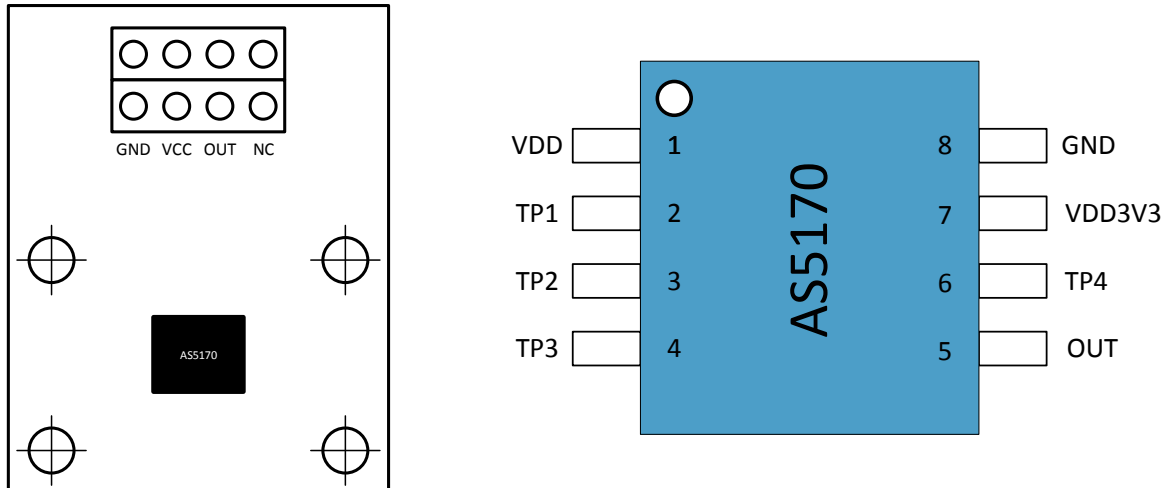 GND VCC OUT NC
AS5170
VDD 1 8 GND
TP1 2 7 VDD3V3
TP2 3 6 TP4
TP3 4 5 OUT
AS5170